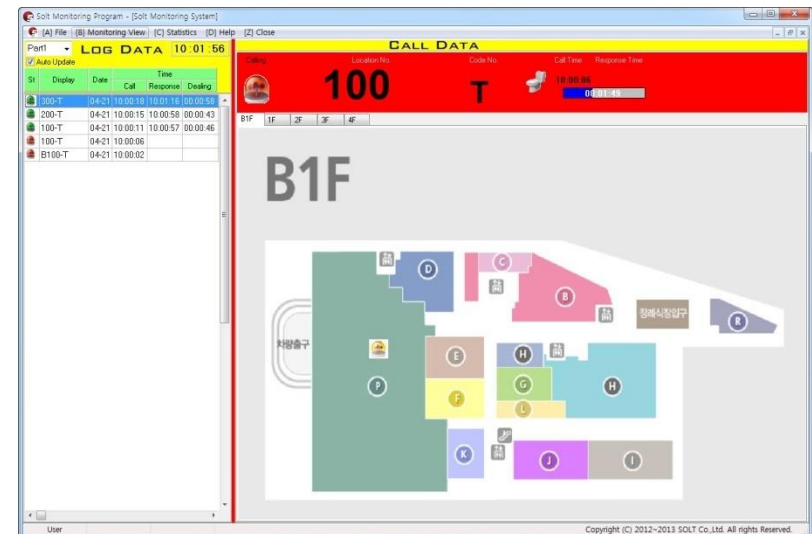 Solt Monitoring Program - [Solt Monitoring System]
[A] File [B] Monitoring View [C] Statistics [D] Help [Z] Close
Part1 LOG DATA 10:01:56
Auto Update
St Display Date Time
Call Response Dealing
300-T 04-21 10:00:18 10:01:16 00:00:58
200-T 04-21 10:00:15 10:00:58 00:00:43
100-T 04-21 10:00:11 10:00:57 00:00:46
100-T 04-21 10:00:06
B100-T 04-21 10:00:02
CALL DATA
Calling Location No. Code No. Call Time Response Time
100 T 10:00:06
00:01:49
B1F 1F 2F 3F 4F
B1F
D C
B
장례식장입구
R
차량출구
E H
P G H
F
L
K J I
User Copyright (C) 2012~2013 SOLT Co.,Ltd. All rights Reserved.